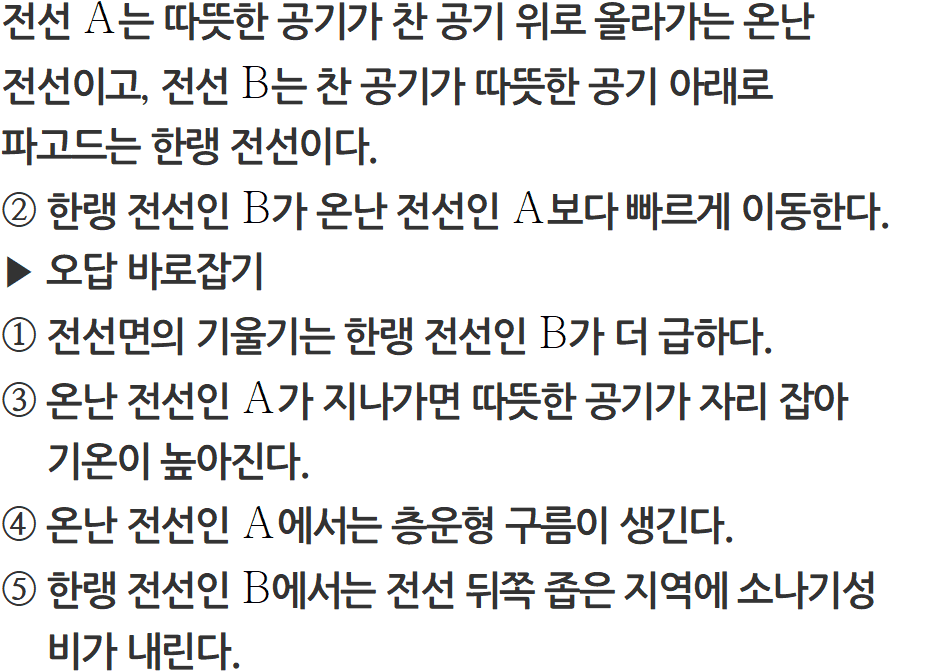 전선 A는 따뜻한 공기가 찬 공기 위로 올라가는 온난
전선이고, 전선 B는 찬 공기가 따뜻한 공기 아래로
파고드는 한랭 전선이다.
② 한랭 전선인 B가 온난 전선인 A보다 빠르게 이동한다.
▶ 오답 바로잡기
① 전선면의 기울기는 한랭 전선인 B가 더 급하다.
③ 온난 전선인 A가 지나가면 따뜻한 공기가 자리 잡아
기온이 높아진다.
④ 온난 전선인 A에서는 층운형 구름이 생긴다.
⑤ 한랭 전선인 B에서는 전선 뒤쪽 좁은 지역에 소나기성
비가 내린다.